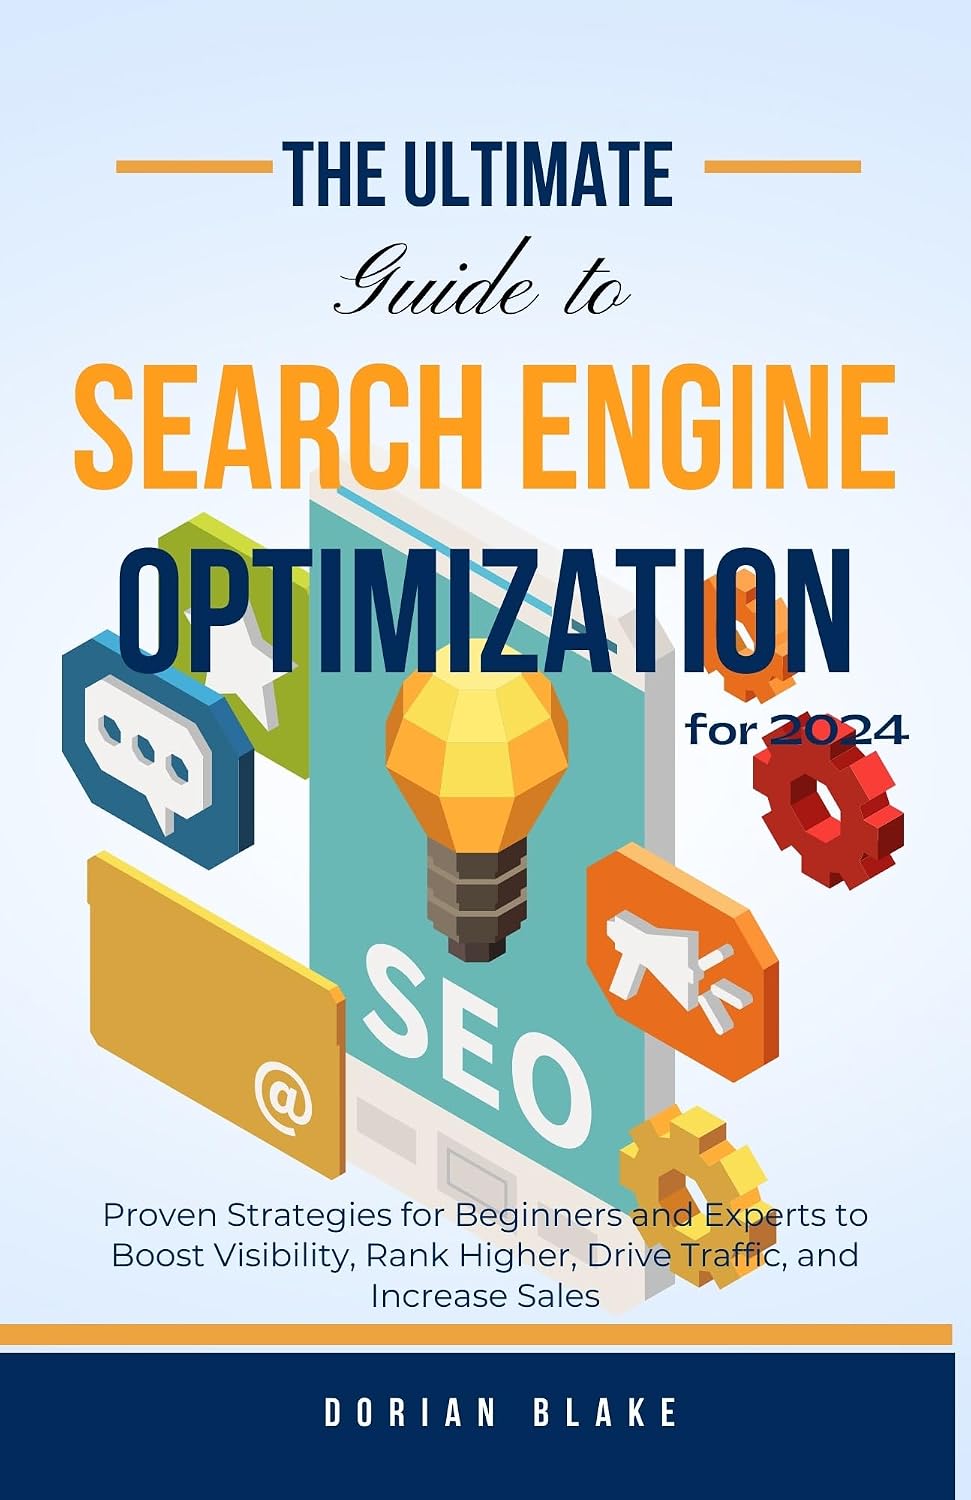 THE ULTIMATE
Guide to
SEARCH ENGINE
OPTIMIZATION
for 2024
@
SEO
Proven Strategies for Beginners and Experts to
Boost Visibility, Rank Higher, Drive Traffic, and
Increase Sales
DORIAN BLAKE